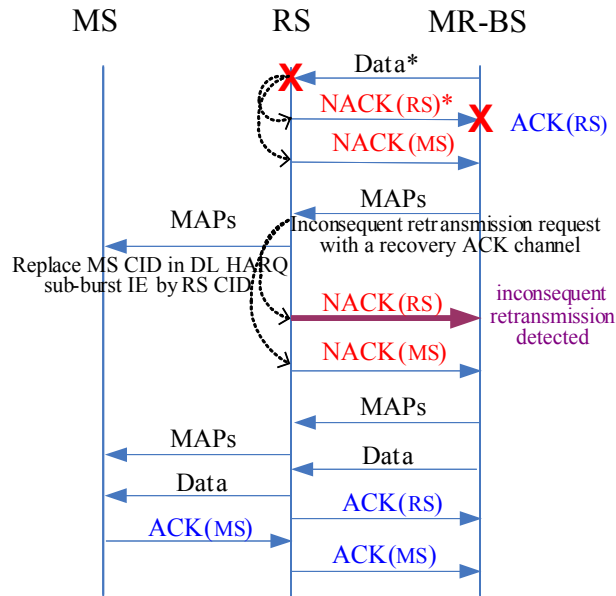 MS RS MR-BS
Data*
NACK(RS)*
ACK(RS)
NACK(MS)
MAPs
MAPs
Inconsequent retransmission request
with a recovery ACK channel
Replace MS CID in DL HARQ
sub-burst IE by RS CID
NACK(RS)
inconsequent
retransmission
detected
NACK(MS)
MAPs
MAPs
Data
Data
ACK(RS)
ACK(MS)
ACK(MS)